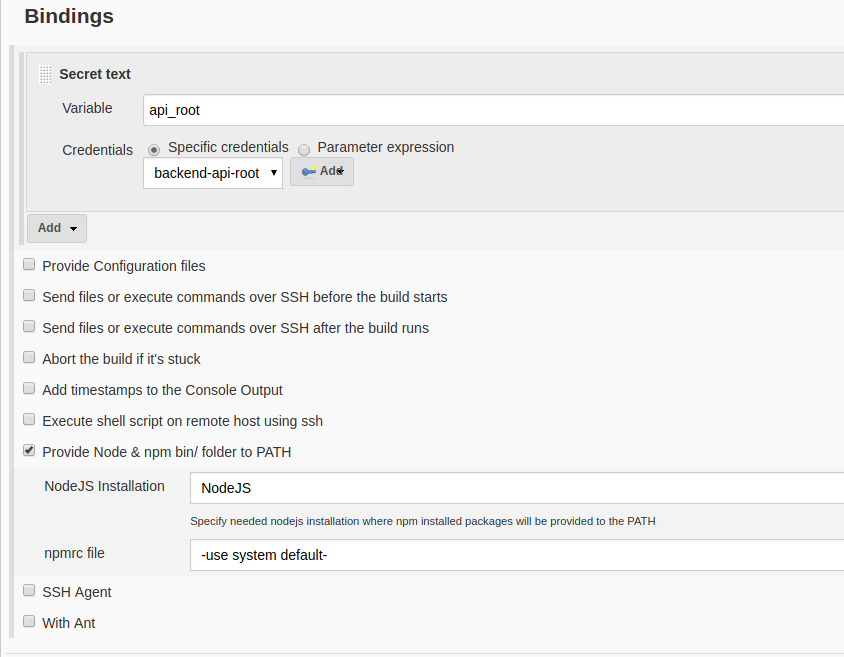 Bindings
Secret text
Variable
api_root
Credentials
Specific credentials
Parameter expression
backend-api-root
Add
Add
Provide Configuration files
Send files or execute commands over SSH before the build starts
Send files or execute commands over SSH after the build runs
Abort the build if it's stuck
Add timestamps to the Console Output
Execute shell script on remote host using ssh
Provide Node & npm bin/ folder to PATH
NodeJS Installation
NodeJS
Specify needed nodejs installation where npm installed packages will be provided to the PATH
npmrc file
-use system default-
SSH Agent
With Ant